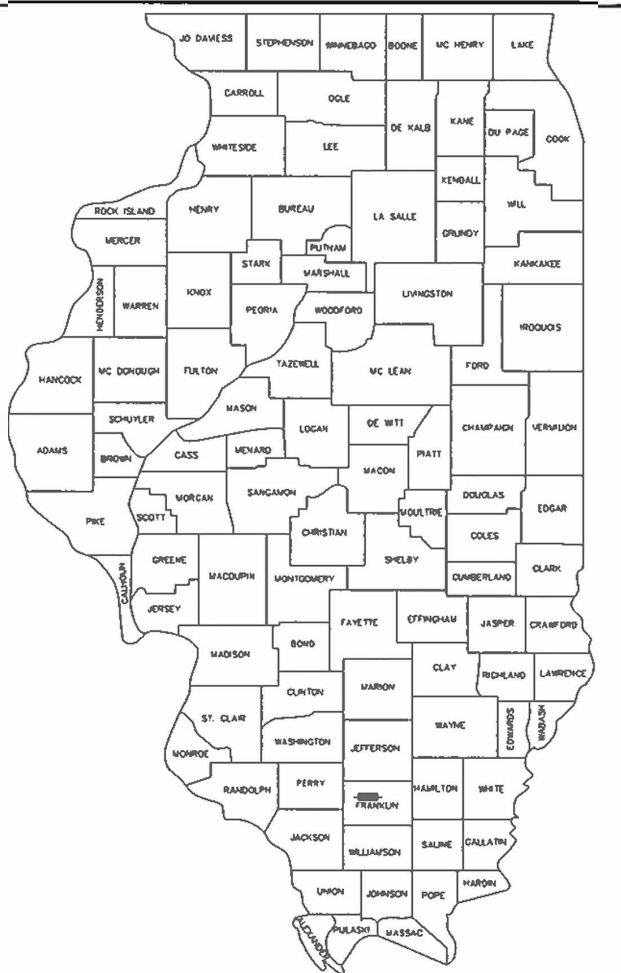 JO DAVIESS
STEPHENSON
WINNEBAGO
BOONE
MC HENRY
LAKE
CARROLL
OGLE
DE KALB
KANE
DU PAGE
COOK
WHITESIDE
LEE
KENDALL
ROCK ISLAND
HENRY
BUREAU
LA SALLE
GRUNDY
WILL
MERCER
PUTNAM
STARK
MARSHALL
KANKAKEE
HENDERSON
WARREN
KNOX
PEORIA
WOODFORD
LIVINGSTON
IROQUOIS
HANCOCK
MC DONOUGH
FULTON
TAZEWELL
MC LEAN
FORD
MASON
SCHUYLER
LOGAN
DE WITT
CHAMPAIGN
VERMILION
ADAMS
BROWN
CASS
MENARD
PIATT
MACON
MORGAN
SANGAMON
DOUGLAS
EDGAR
PIKE
SCOTT
MOULTRIE
CHRISTIAN
COLES
GREENE
SHELBY
CLARK
CALHOUN
MACOUPIN
MONTGOMERY
CUMBERLAND
JERSEY
FAYETTE
EFFINGHAM
JASPER
CRAWFORD
MADISON
BOND
CLAY
RICHLAND
LAWRENCE
CLINTON
MARION
ST. CLAIR
WAYNE
EDWARDS
WABASH
WASHINGTON
JEFFERSON
MONROE
RANDOLPH
PERRY
FRANKLIN
HAMILTON
WHITE
JACKSON
WILLIAMSON
SALINE
GALLATIN
UNION
JOHNSON
POPE
HARDIN
ALEXANDER
PULASKI
MASSAC